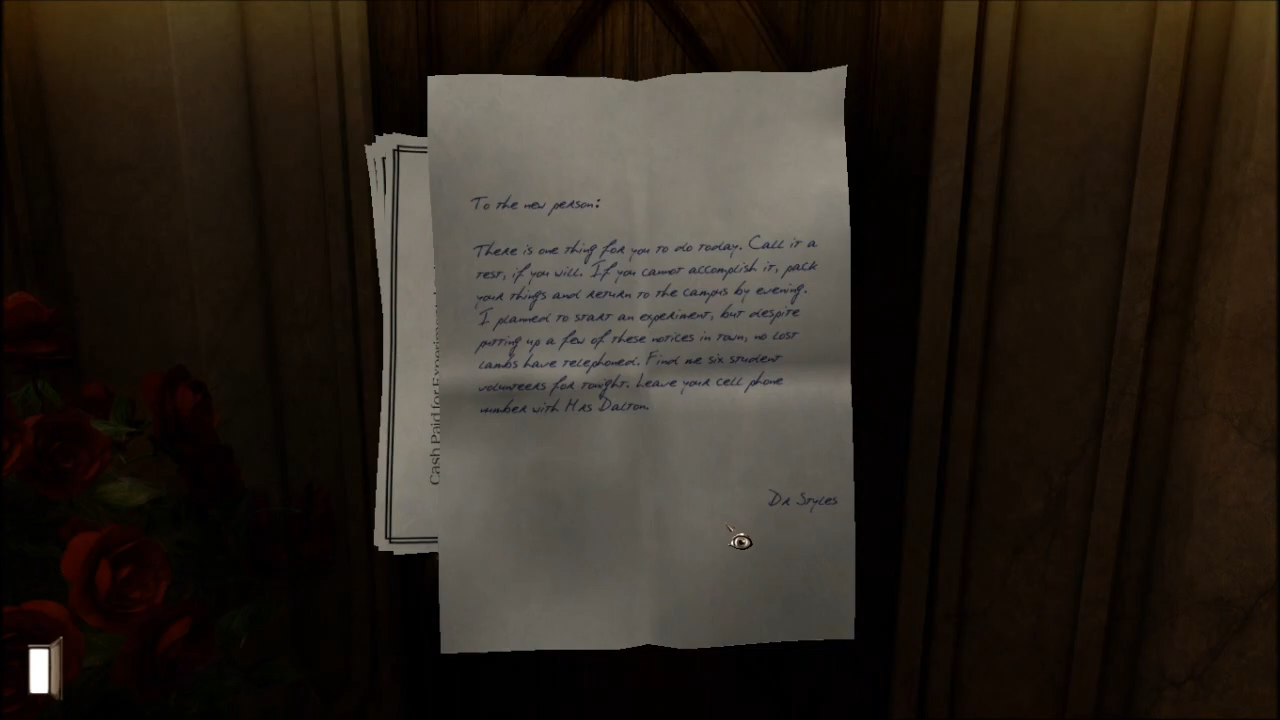 To the new person:
There is one thing for you to do today. Call it a
test, if you will. If you cannot accomplish it, pack
your things and return to the campus by evening.
I planned to start an experiment, but despite
putting up a few of these notices in town, no lost
lambs have telephoned. Find me six student
volunteers for tonight. Leave your cell phone
number with Mrs Dalton.
Dr Styles
Cash Paid for